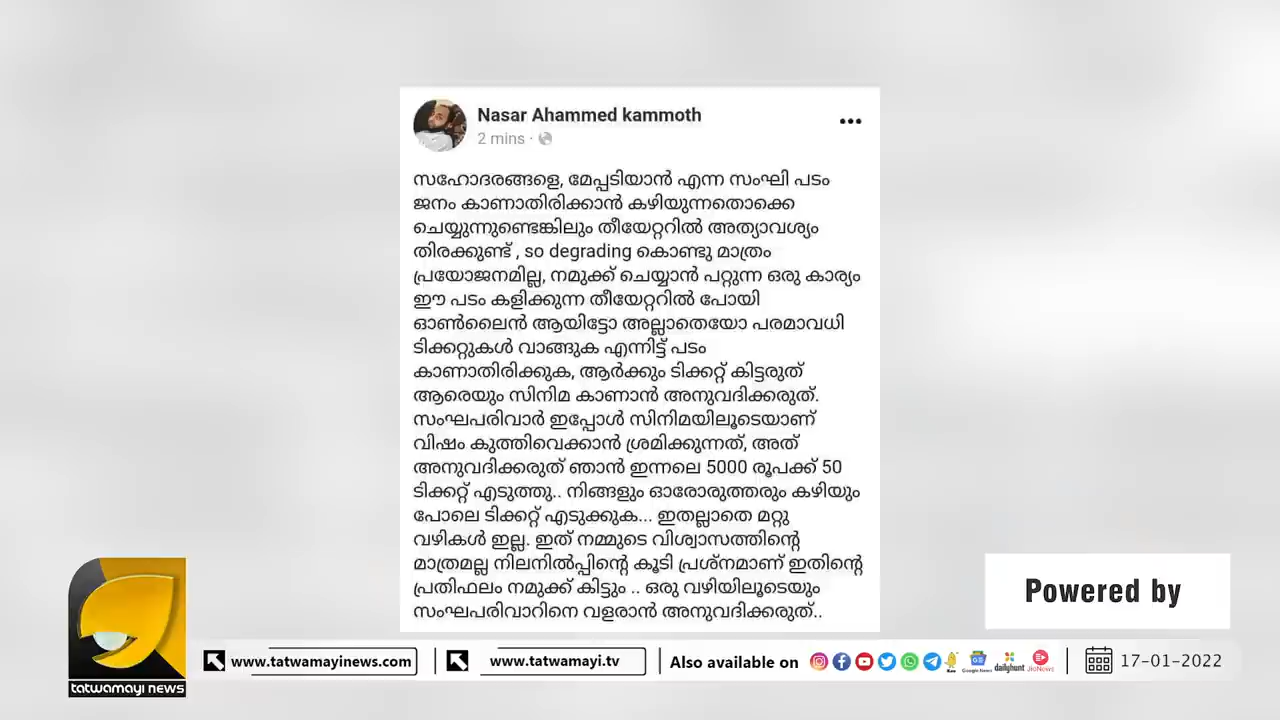 Nasar Ahammed kammoth
2 mins ·
സഹോദരങ്ങളെ, മേപ്പടിയാൻ എന്ന സംഘി പടം
ജനം കാണാതിരിക്കാൻ കഴിയുന്നതൊക്കെ
ചെയ്യുന്നുണ്ടെങ്കിലും തീയേറ്ററിൽ അത്യാവശ്യം
തിരക്കുണ്ട് , so degrading കൊണ്ടു മാത്രം
പ്രയോജനമില്ല, നമുക്ക് ചെയ്യാൻ പറ്റുന്ന ഒരു കാര്യം
ഈ പടം കളിക്കുന്ന തീയേറ്ററിൽ പോയി
ഓൺലൈൻ ആയിട്ടോ അല്ലാതെയോ പരമാവധി
ടിക്കറ്റുകൾ വാങ്ങുക എന്നിട്ട് പടം
കാണാതിരിക്കുക, ആർക്കും ടിക്കറ്റ് കിട്ടരുത്
ആരെയും സിനിമ കാണാൻ അനുവദിക്കരുത്.
സംഘപരിവാർ ഇപ്പോൾ സിനിമയിലൂടെയാണ്
വിഷം കുത്തിവെക്കാൻ ശ്രമിക്കുന്നത്, അത്
അനുവദിക്കരുത് ഞാൻ ഇന്നലെ 5000 രൂപക്ക് 50
ടിക്കറ്റ് എടുത്തു.. നിങ്ങളും ഓരോരുത്തരും കഴിയും
പോലെ ടിക്കറ്റ് എടുക്കുക... ഇതല്ലാതെ മറ്റു
വഴികൾ ഇല്ല. ഇത് നമ്മുടെ വിശ്വാസത്തിന്റെ
മാത്രമല്ല നിലനിൽപ്പിന്റെ കൂടി പ്രശ്നമാണ് ഇതിന്റെ
പ്രതിഫലം നമുക്ക് കിട്ടും .. ഒരു വഴിയിലൂടെയും
സംഘപരിവാറിനെ വളരാൻ അനുവദിക്കരുത്..
Powered by
tatwamayi news
www.tatwamayinews.com
www.tatwamayi.tv
Also available on
Koo
Google News
dailyhunt
JioNews
17-01-2022